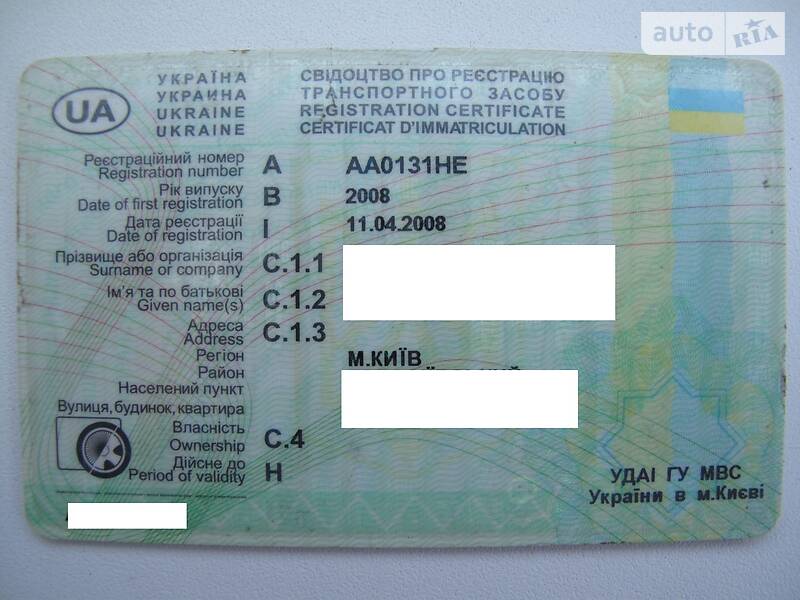 auto RIA
УКРАЇНА СВІДОЦТВО ПРО РЕЄСТРАЦІЮ
УКРАИНА ТРАНСПОРТНОГО ЗАСОБУ
UA
UKRAINE REGISTRATION CERTIFICATE
UKRAINE CERTIFICAT D'IMMATRICULATION
Реєстраційний номер
Registration number A AA0131HE
Рік випуску
Date of first registration B 2008
Дата реєстрації
Date of registration I 11.04.2008
Прізвище або організація
Surname or company C.1.1
Ім'я та по батькові
Given name(s) C.1.2
Адреса
Address C.1.3
Регіон М.КИЇВ
Район
Населений пункт
Вулиця, будинок, квартира
Власність
Ownership C.4
Дійсне до
Period of validity H
УДАІ ГУ МВС
України в м.Києві